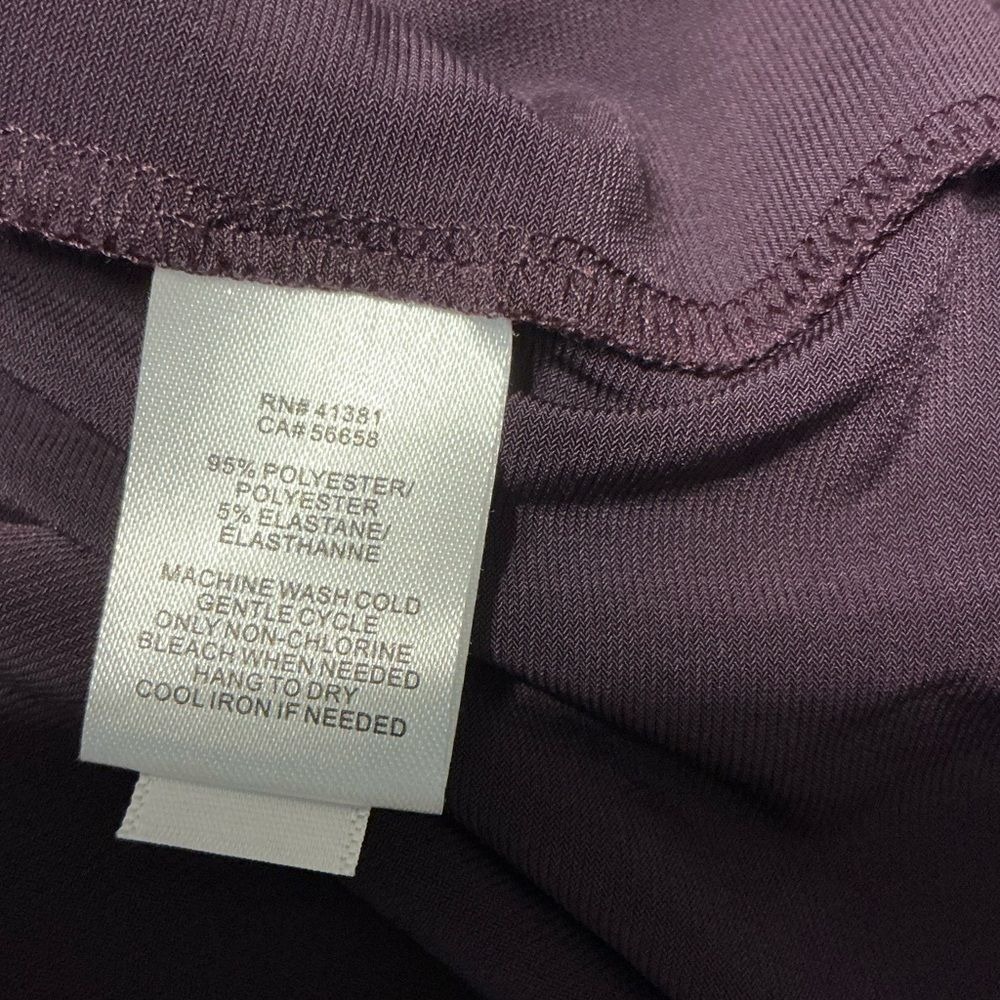 RN# 41381
CA# 56658
95% POLYESTER/
POLYESTER
5% ELASTANE/
ELASTHANNE
MACHINE WASH COLD
GENTLE CYCLE
ONLY NON-CHLORINE
BLEACH WHEN NEEDED
HANG TO DRY
COOL IRON IF NEEDED